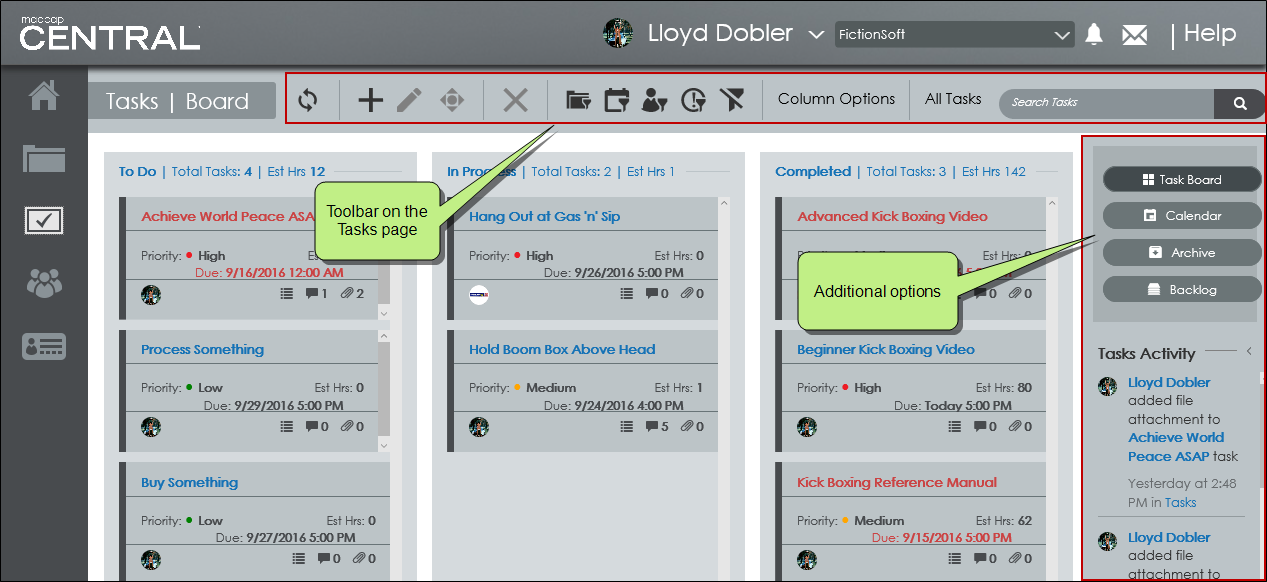 madcap
CENTRAL
Lloyd Dobler
FictionSoft
| Help
Tasks | Board
Column Options
All Tasks
Search Tasks
Toolbar on the
Tasks page
Additional options
To Do | Total Tasks: 4 | Est Hrs 12
Achieve World Peace ASA
Priority: High
Es
Due: 9/16/2016 12:00 AM
1 2
Process Something
Priority: Low Est Hrs: 0
Due: 9/29/2016 5:00 PM
0 0
Buy Something
Priority: Low Est Hrs: 0
Due: 9/27/2016 5:00 PM
0 0
In Progress | Total Tasks: 2 | Est Hrs 1
Hang Out at Gas 'n' Sip
Priority: High Est Hrs: 0
Due: 9/26/2016 5:00 PM
0 0
Hold Boom Box Above Head
Priority: Medium Est Hrs: 1
Due: 9/24/2016 4:00 PM
5 0
Completed | Total Tasks: 3 | Est Hrs 142
Advanced Kick Boxing Video
Est Hrs: 0
0 0
Beginner Kick Boxing Video
Priority: High Est Hrs: 80
Due: Today 5:00 PM
0 0
Kick Boxing Reference Manual
Priority: Medium Est Hrs: 62
Due: 9/15/2016 5:00 PM
0 0
Task Board
Calendar
Archive
Backlog
Tasks Activity
Lloyd Dobler
added file
attachment to
Achieve World
Peace ASAP task
Yesterday at 2:48
PM in Tasks
Lloyd Dobler
added file
attachment to